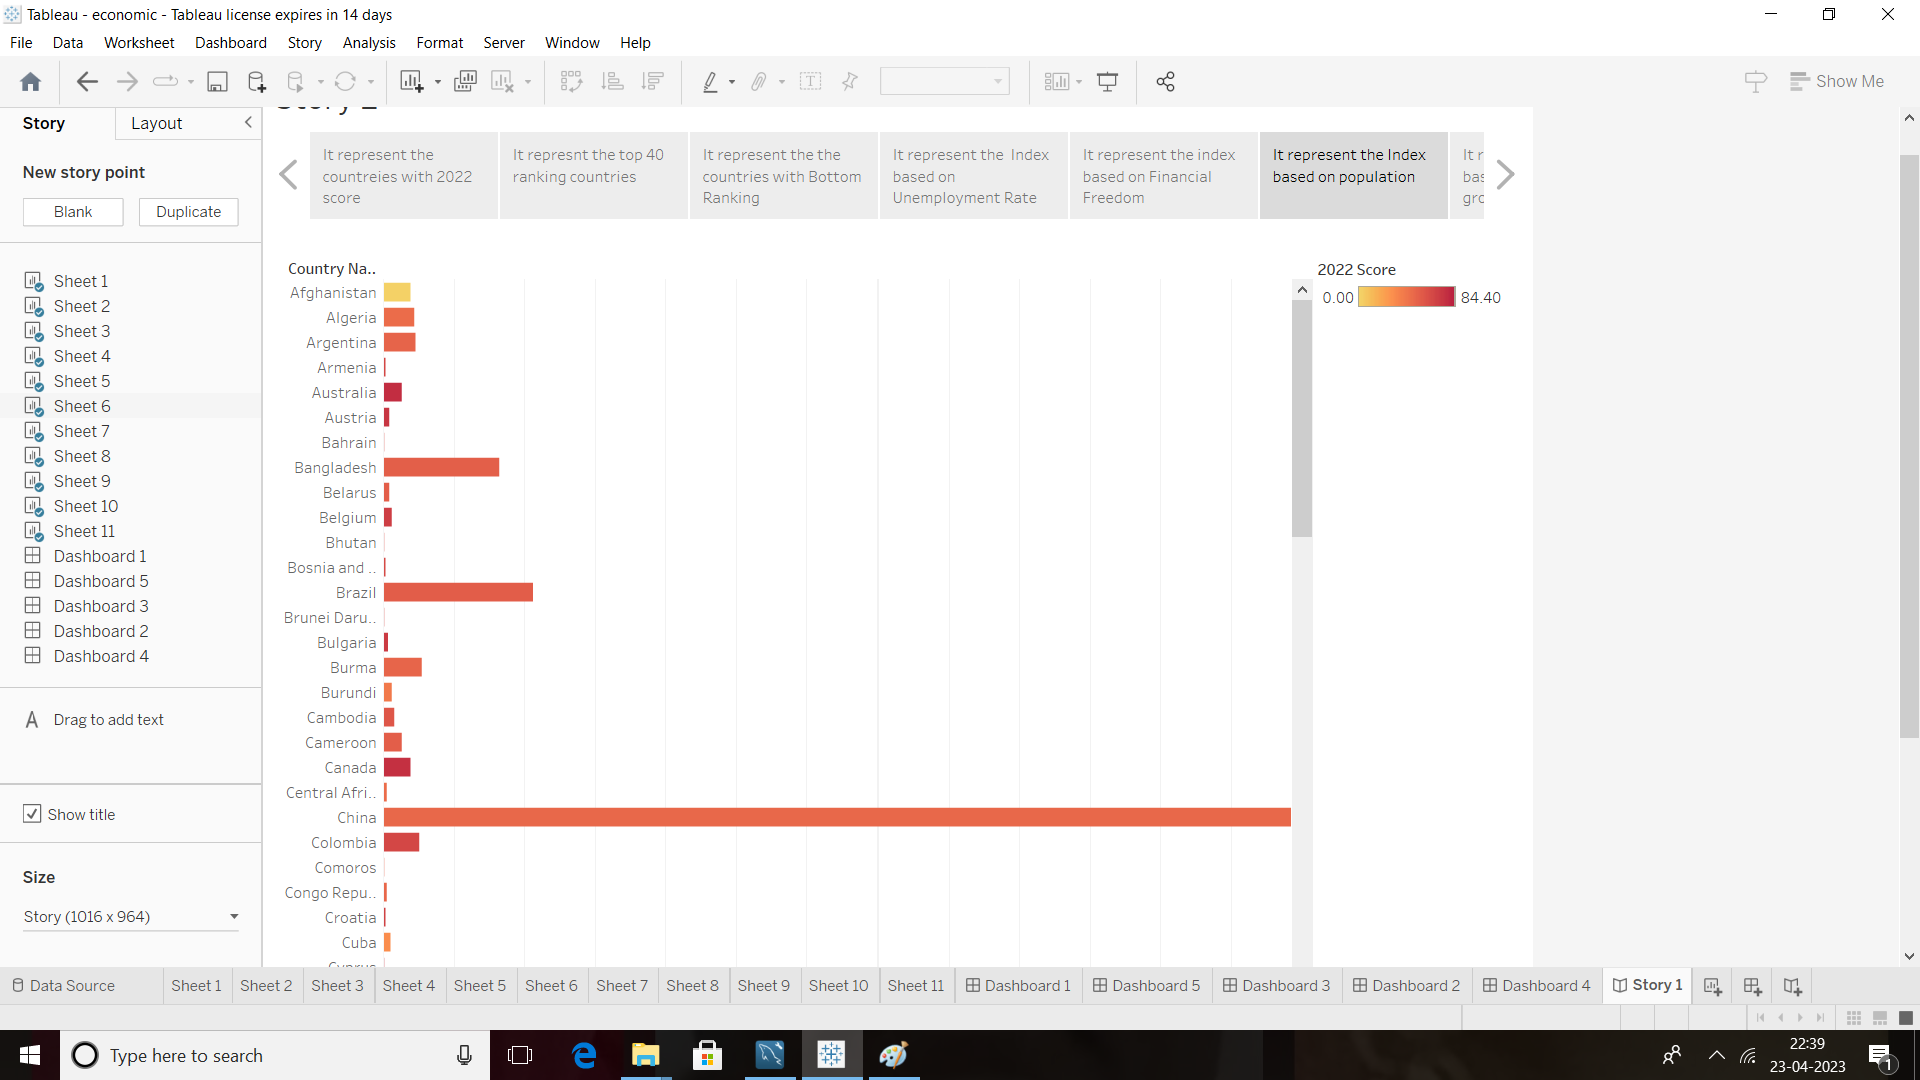 Tableau - economic - Tableau license expires in 14 days
File Data Worksheet Dashboard Story Analysis Format Server Window Help
Show Me
Story Layout
New story point
Blank Duplicate
Sheet 1
Sheet 2
Sheet 3
Sheet 4
Sheet 5
Sheet 6
Sheet 7
Sheet 8
Sheet 9
Sheet 10
Sheet 11
Dashboard 1
Dashboard 5
Dashboard 3
Dashboard 2
Dashboard 4
A Drag to add text
Show title
Size
Story (1016 x 964)
It represent the
countreies with 2022
score
It represnt the top 40
ranking countries
It represent the the
countries with Bottom
Ranking
It represent the  Index
based on
Unemployment Rate
It represent the index
based on Financial
Freedom
It represent the Index
based on population
It r
bas
gro
Country Na..
Afghanistan
Algeria
Argentina
Armenia
Australia
Austria
Bahrain
Bangladesh
Belarus
Belgium
Bhutan
Bosnia and ..
Brazil
Brunei Daru..
Bulgaria
Burma
Burundi
Cambodia
Cameroon
Canada
Central Afri..
China
Colombia
Comoros
Congo Repu..
Croatia
Cuba
2022 Score
0.00 84.40
Data Source Sheet 1 Sheet 2 Sheet 3 Sheet 4 Sheet 5 Sheet 6 Sheet 7 Sheet 8 Sheet 9 Sheet 10 Sheet 11 Dashboard 1 Dashboard 5 Dashboard 3 Dashboard 2 Dashboard 4 Story 1
Type here to search
22:39
23-04-2023
1